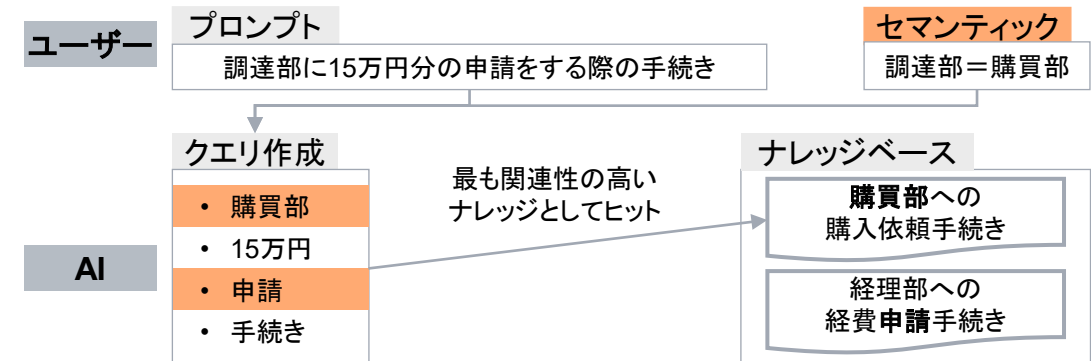 ユーザー
プロンプト
調達部に15万円分の申請をする際の手続き
セマンティック
調達部＝購買部
AI
クエリ作成
• 購買部
• 15万円
• 申請
• 手続き
最も関連性の高い
ナレッジとしてヒット
ナレッジベース
購買部への
購入依頼手続き
経理部への
経費申請手続き